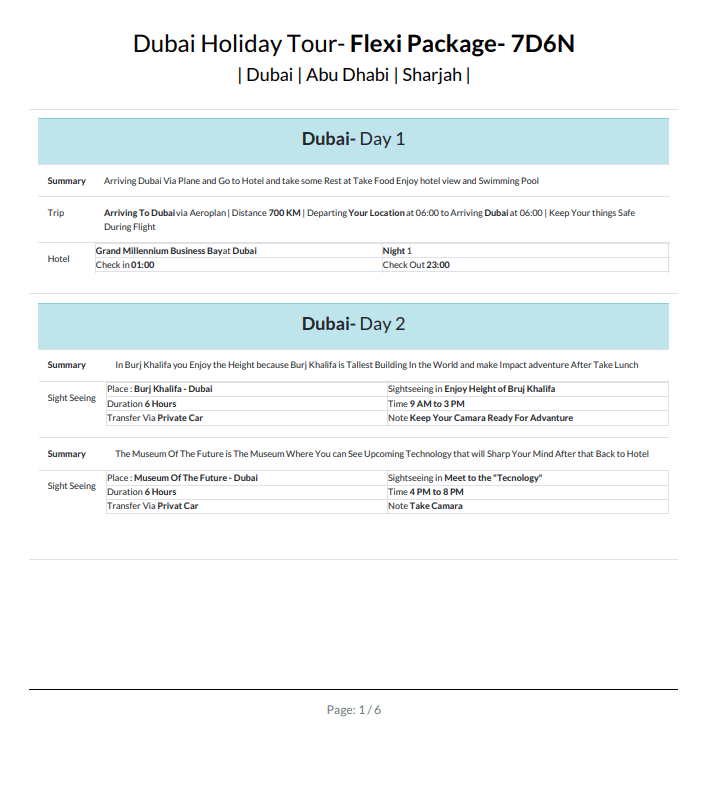 Dubai Holiday Tour- Flexi Package- 7D6N
| Dubai | Abu Dhabi | Sharjah |
Dubai- Day 1
Summary Arriving Dubai Via Plane and Go to Hotel and take some Rest at Take Food Enjoy hotel view and Swimming Pool
Trip Arriving To Dubai via Aeroplan | Distance 700 KM | Departing Your Location at 06:00 to Arriving Dubai at 06:00 | Keep Your things Safe
During Flight
Hotel
Grand Millennium Business Bayat Dubai Night 1
Check in 01:00 Check Out 23:00
Dubai- Day 2
Summary In Burj Khalifa you Enjoy the Height because Burj Khalifa is Tallest Building In the World and make Impact adventure After Take Lunch
Sight Seeing
Place : Burj Khalifa - Dubai Sightseeing in Enjoy Height of Bruj Khalifa
Duration 6 Hours Time 9 AM to 3 PM
Transfer Via Private Car Note Keep Your Camara Ready For Advanture
Summary The Museum Of The Future is The Museum Where You can See Upcoming Technology that will Sharp Your Mind After that Back to Hotel
Sight Seeing
Place : Museum Of The Future - Dubai Sightseeing in Meet to the "Tecnology"
Duration 6 Hours Time 4 PM to 8 PM
Transfer Via Privat Car Note Take Camara
Page: 1 / 6